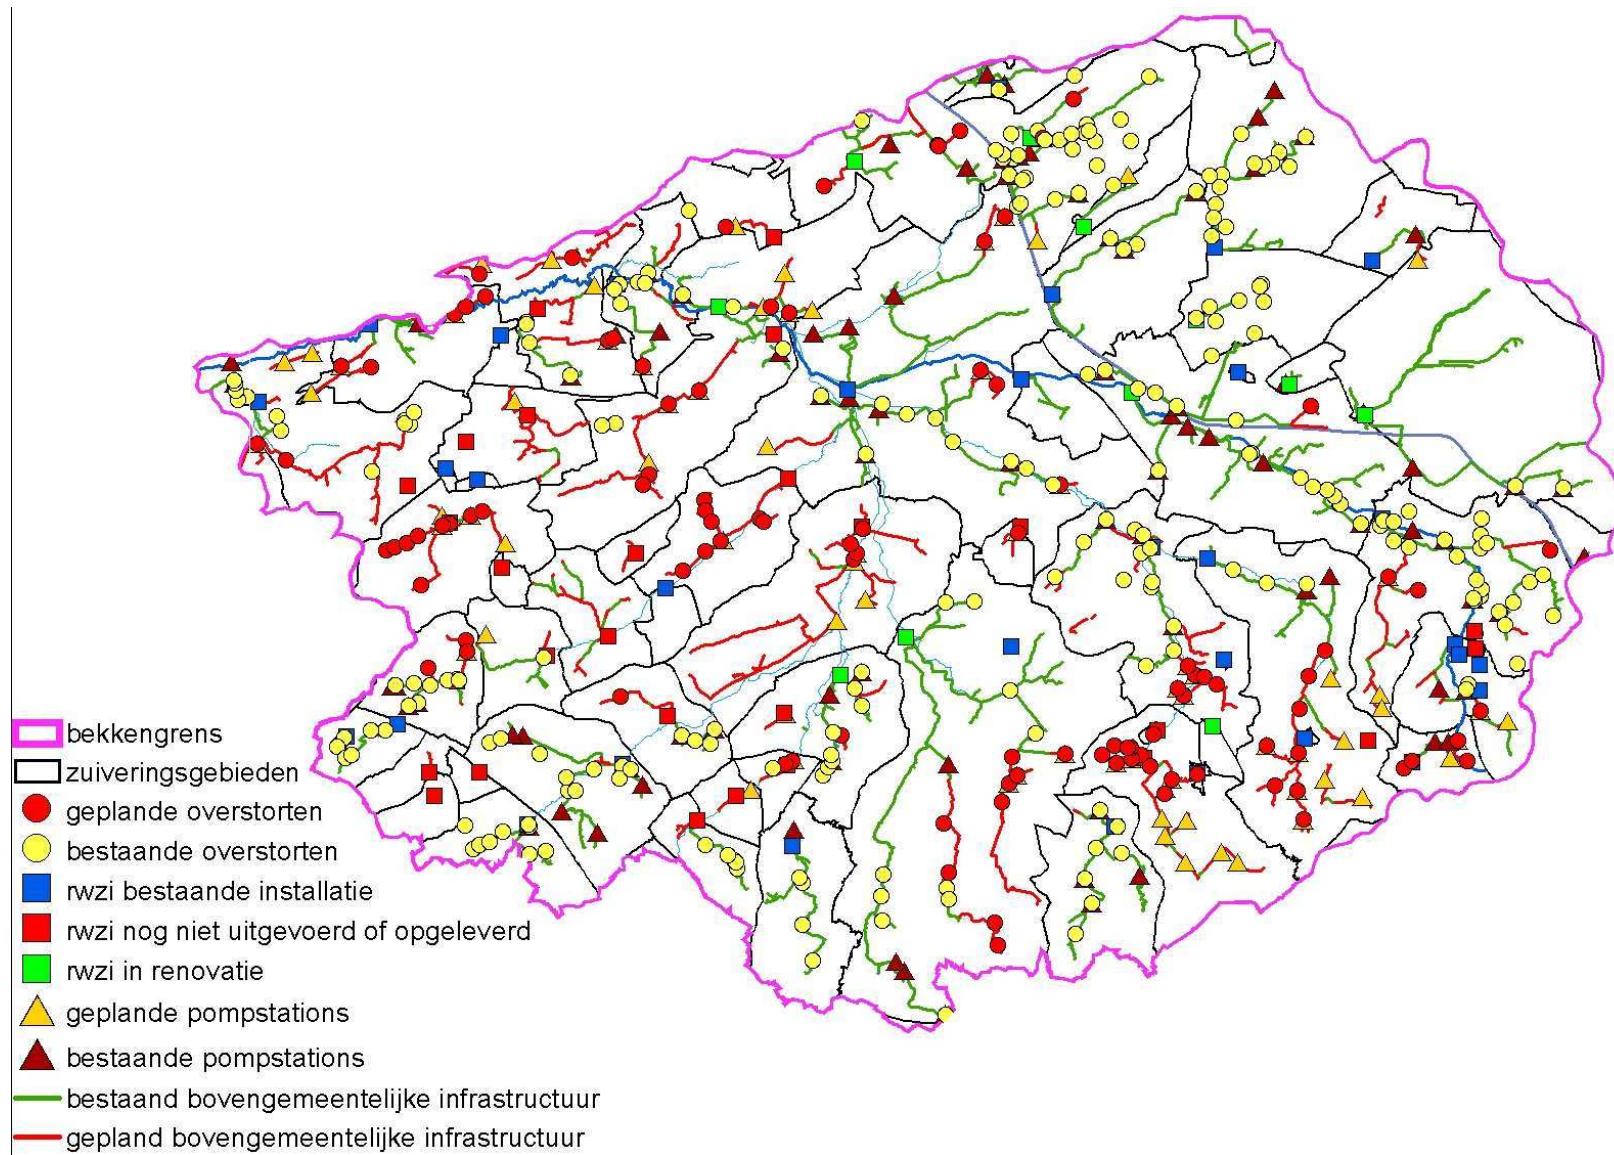 bekkengrens
zuiveringsgebieden
geplande overstorten
bestaande overstorten
rwzi bestaande installatie
rwzi nog niet uitgevoerd of opgeleverd
rwzi in renovatie
geplande pompstations
bestaande pompstations
bestaand bovengemeentelijke infrastructuur
gepland bovengemeentelijke infrastructuur